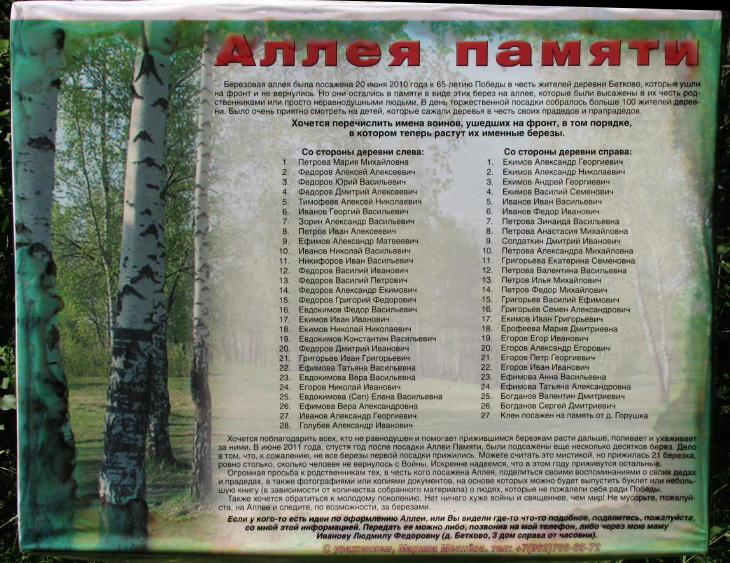 Аллея памяти
Березовая аллея была посажена 20 июня 2010 года к 65-летию Победы в честь жителей деревни Бетково, которые ушли
на фронт и не вернулись. Но они остались в памяти в виде этих берез на аллее, которые были высажены в их честь род-
ственниками или просто неравнодушными людьми. В день торжественной посадки собралось больше 100 жителей дерев-
ни. Было очень приятно смотреть на детей, которые сажали деревья в честь своих прадедов и прапрадедов.
Хочется перечислить имена воинов, ушедших на фронт, в том порядке,
в котором теперь растут их именные березы.
Со стороны деревни слева:
1. Петрова Мария Михайловна
2. Федоров Алексей Алексеевич
3. Федоров Юрий Васильевич
4. Федоров Дмитрий Алексеевич
5. Тимофеев Алексей Николаевич
6. Иванов Георгий Васильевич
7. Зорин Александр Васильевич
8. Петров Иван Алексеевич
9. Ефимов Александр Матвеевич
10. Иванов Николай Васильевич
11. Никифоров Иван Васильевич
12. Федоров Василий Иванович
13. Федоров Василий Петрович
14. Федоров Александр Екимович
15. Федоров Григорий Федорович
16. Евдокимов Федор Васильевич
17. Екимов Иван Иванович
18. Екимов Николай Николаевич
19. Евдокимов Константин Васильевич
20. Федоров Дмитрий Иванович
21. Григорьев Иван Григорьевич
22. Ефимова Татьяна Васильевна
23. Евдокимова Вера Васильевна
24. Егоров Николай Иванович
25. Евдокимова (Сеп) Елена Васильевна
26. Ефимова Вера Александровна
27. Иванов Александр Георгиевич
28. Голубев Александр Иванович
Со стороны деревни справа:
1. Екимов Александр Георгиевич
2. Екимов Александр Николаевич
3. Екимов Андрей Георгиевич
4. Екимов Василий Семенович
5. Иванов Иван Васильевич
6. Иванов Федор Иванович
7. Петрова Зинаида Васильевна
8. Петрова Анастасия Михайловна
9. Солдаткин Дмитрий Иванович
10. Петрова Александра Михайловна
11. Григорьева Екатерина Семеновна
12. Петрова Валентина Васильевна
13. Петров Илья Михайлович
14. Петров Федор Михайлович
15. Григорьев Василий Ефимович
16. Григорьев Семен Александрович
17. Екимов Иван Григорьевич
18. Ерофеева Мария Дмитриевна
19. Егоров Егор Иванович
20. Егоров Александр Егорович
21. Егоров Петр Георгиевич
22. Егоров Иван Иванович
23. Ефимова Анна Васильевна
24. Ефимова Татьяна Александровна
25. Богданов Валентин Дмитриевич
26. Богданов Сергей Дмитриевич
27. Клен посажен на память от д. Горушка
Хочется поблагодарить всех, кто не равнодушен и помогает прижившимся березкам расти дальше, поливает и ухаживает
за ними. В июне 2011 года, спустя год после посадки Аллеи Памяти, были подсажены еще несколько десятков берез. Дело
в том, что, к сожалению, не все березы первой посадки прижились. Можете считать это мистикой, но прижилась 21 березка,
ровно столько, сколько человек не вернулось с Войны. Искренне надеемся, что в этом году приживутся остальные.
Огромная просьба к родственникам тех, в честь кого посажена Аллея, поделиться своими воспоминаниями о своих дедах
и прадедах, а также фотографиями или копиями документов, на основе которых можно будет выпустить буклет или неболь-
шую книгу (в зависимости от количества собранного материала) о людях, которые не пожалели себя ради Победы.
Также хочется обратиться к молодому поколению. Нет ничего хуже войны и священнее, чем мир! Не мусорьте, пожалуй-
ста, на Аллее и следите, по возможности, за березами.
Если у кого-то есть идеи по оформлению Аллеи, или Вы видели где-то что-то подобное, поделитесь, пожалуйста,
со мной этой информацией. Передать ее можно либо, позвонив на мой телефон, либо через мою маму
Иванову Людмилу Федоровну (д. Бетково, 3 дом справа от часовни).
С уважением, Марина тел: